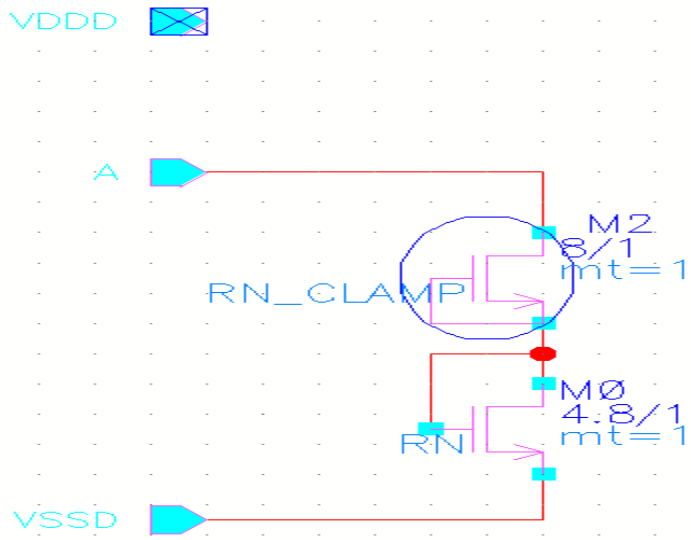 VDDD
A
M2
8/1
mt=1
RN_CLAMP
MØ
4.8/1
mt=1
RN
VSSD